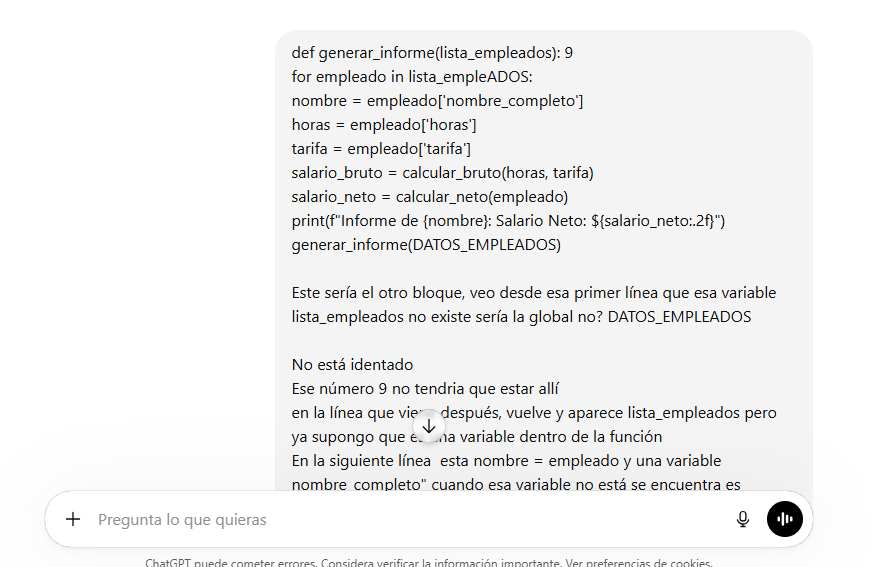 def generar_informe(lista_empleados): 9
for empleado in lista_empleADOS:
nombre = empleado['nombre_completo']
horas = empleado['horas']
tarifa = empleado['tarifa']
salario_bruto = calcular_bruto(horas, tarifa)
salario_neto = calcular_neto(empleado)
print(f"Informe de {nombre}: Salario Neto: ${salario_neto:.2f}")
generar_informe(DATOS_EMPLEADOS)
Este sería el otro bloque, veo desde esa primer línea que esa variable
lista_empleados no existe sería la global no? DATOS_EMPLEADOS
No está identado
Ese número 9 no tendria que estar allí
en la línea que después, vuelve y aparece lista_empleados pero
ya supongo que una variable dentro de la función
En la siguiente línea esta nombre = empleado y una variable
nombre_completo" cuando esa variable no está se encuentra es
Pregunta lo que quieras
ChatGPT puede cometer errores. Considera verificar la información importante. Ver preferencias de cookies.